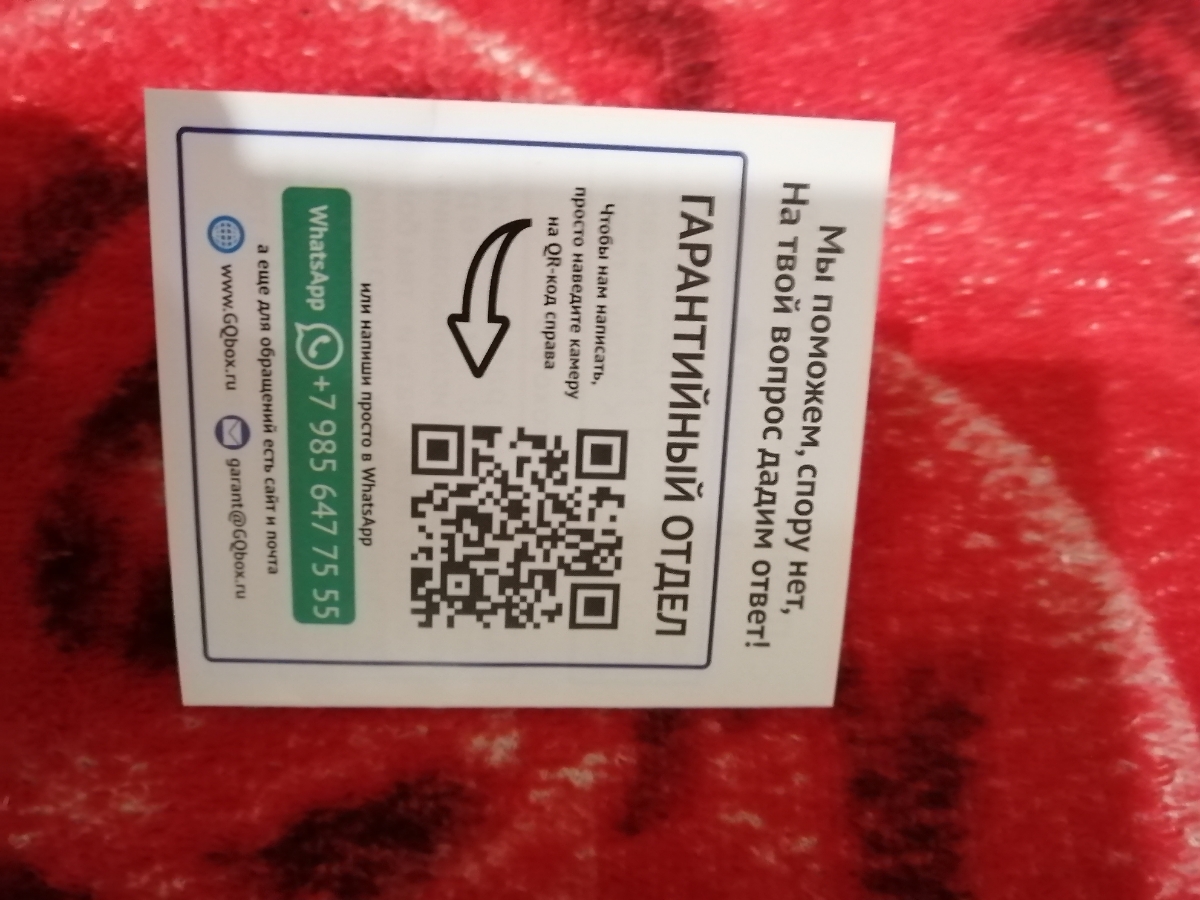 Мы поможем, спору нет,
На твой вопрос дадим ответ!
ГАРАНТИЙНЫЙ ОТДЕЛ
Чтобы нам написать,
просто наведите камеру
на QR-код справа
или напиши просто в WhatsApp
WhatsApp +7 985 647 75 55
а еще для обращений есть сайт и почта
www.GQbox.ru garant@GQbox.ru